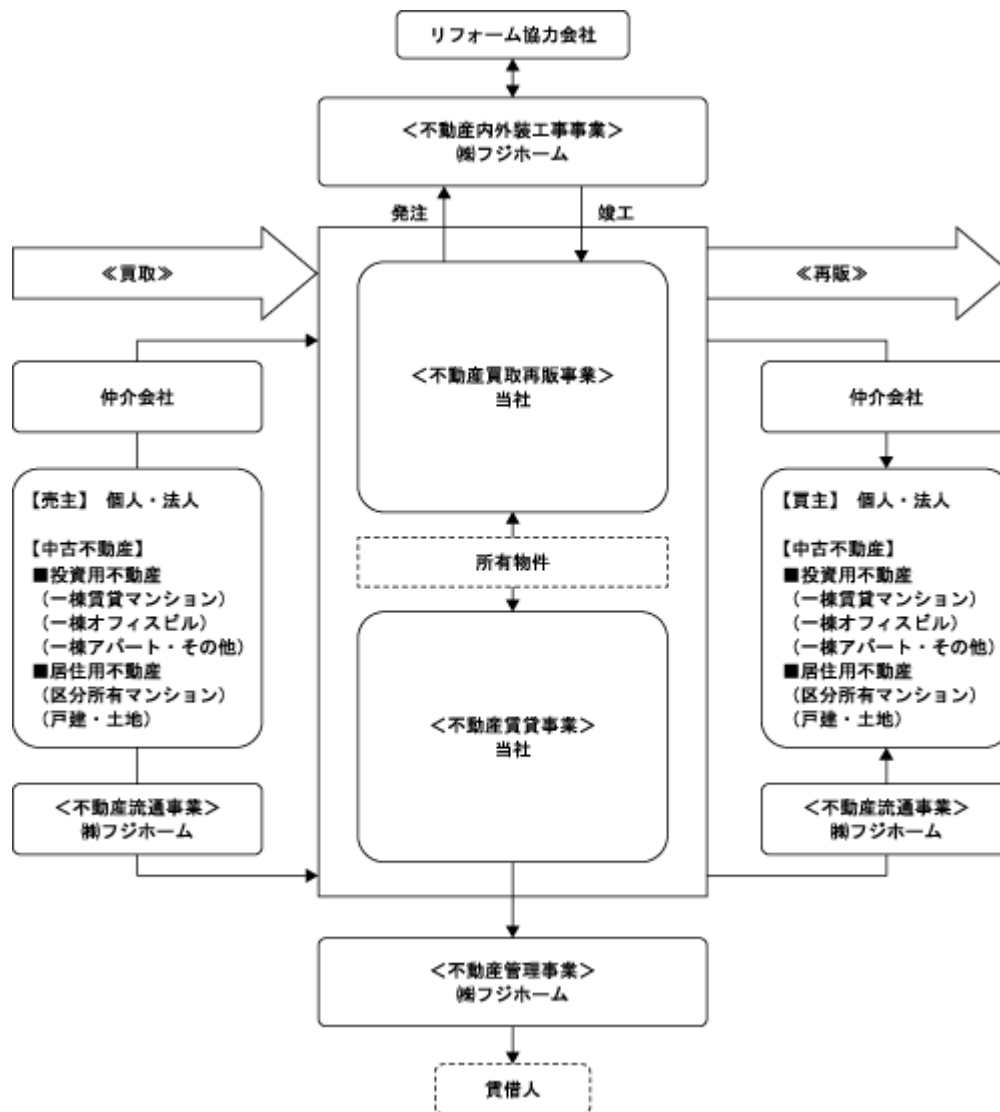 リフォーム協力会社
＜不動産内外装工事事業＞
㈱フジホーム
発注
竣工
≪買取≫
≪再販≫
仲介会社
＜不動産買取再販事業＞
当社
仲介会社
【売主】 個人・法人
【中古不動産】
■投資用不動産
（一棟賃貸マンション）
（一棟オフィスビル）
（一棟アパート・その他）
■居住用不動産
（区分所有マンション）
（戸建・土地）
所有物件
【買主】 個人・法人
【中古不動産】
■投資用不動産
（一棟賃貸マンション）
（一棟オフィスビル）
（一棟アパート・その他）
■居住用不動産
（区分所有マンション）
（戸建・土地）
＜不動産賃貸事業＞
当社
＜不動産流通事業＞
㈱フジホーム
＜不動産流通事業＞
㈱フジホーム
＜不動産管理事業＞
㈱フジホーム
賃借人